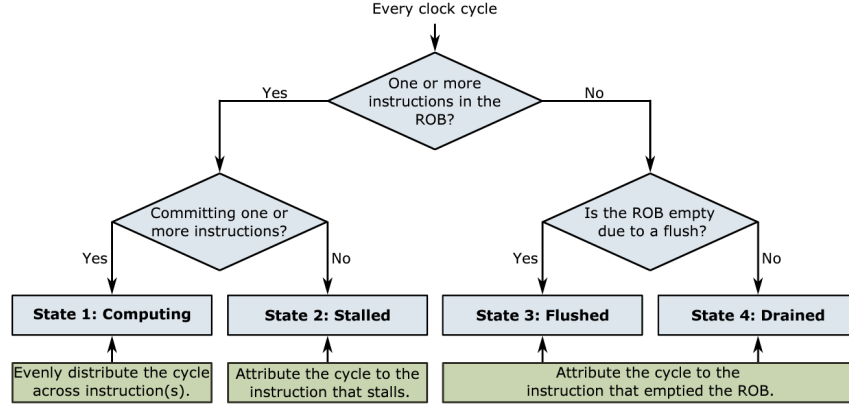 Every clock cycle
One or more
instructions in the
ROB?
Yes
No
Committing one or
more instructions?
Is the ROB empty
due to a flush?
Yes
No
Yes
No
State 1: Computing
State 2: Stalled
State 3: Flushed
State 4: Drained
Evenly distribute the cycle
across instruction(s).
Attribute the cycle to the
instruction that stalls.
Attribute the cycle to the
instruction that emptied the ROB.